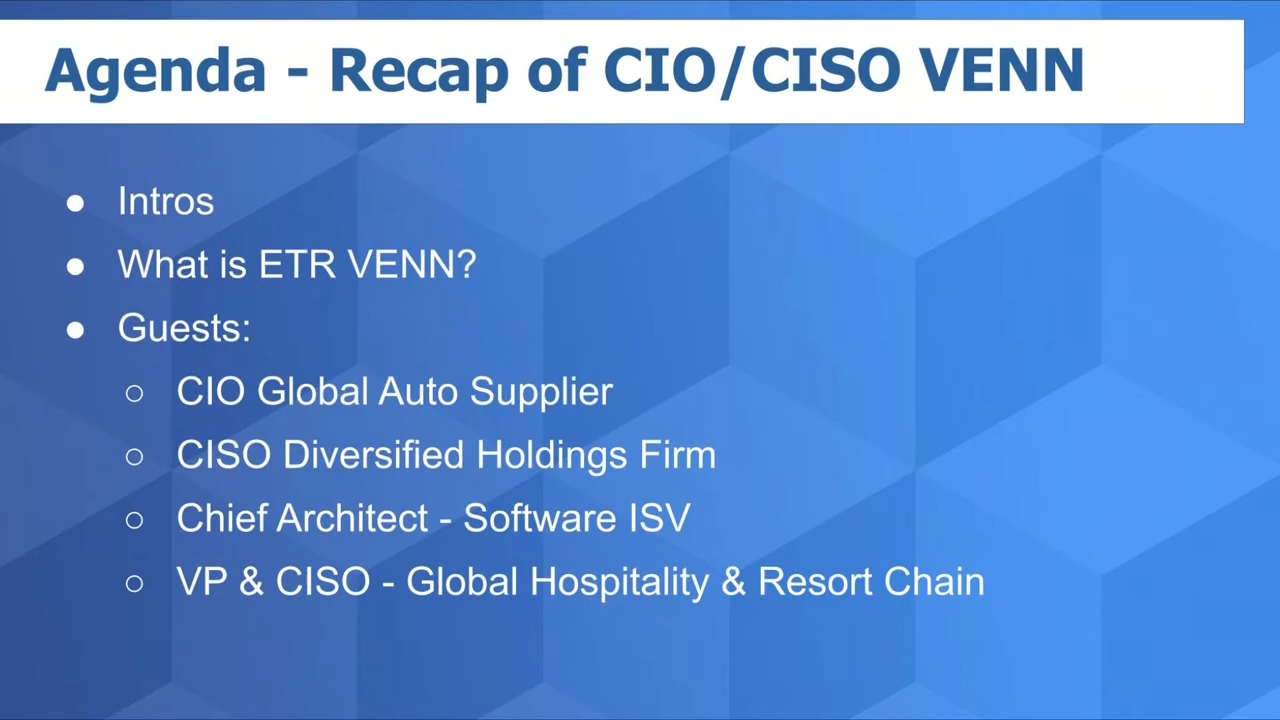 Agenda - Recap of CIO/CISO VENN
● Intros
● What is ETR VENN?
● Guests:
○ CIO Global Auto Supplier
○ CISO Diversified Holdings Firm
○ Chief Architect - Software ISV
○ VP & CISO - Global Hospitality & Resort Chain